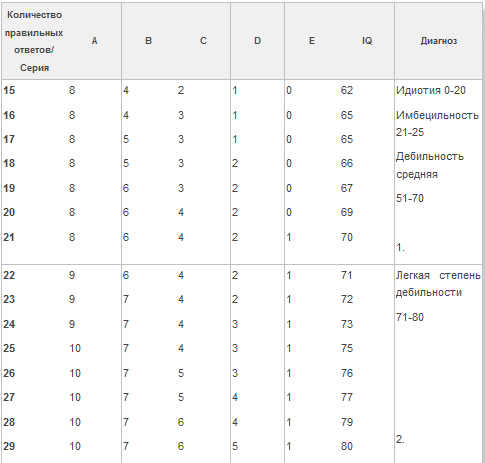 Количество
правильных
ответов/
Серия
A B C D E IQ Диагноз
15 8 4 2 1 0 62 Идиотия 0-20
16 8 4 3 1 0 65 Имбецильность
21-25
17 8 5 3 1 0 65
Дебильность
18 8 5 3 2 0 66
средняя
19 8 6 3 2 0 67
51-70
20 8 6 4 2 0 69
21 8 6 4 2 1 70
1.
22 9 6 4 2 1 71 Легкая степень
дебильности
23 9 7 4 2 1 72
71-80
24 9 7 4 3 1 73
25 10 7 4 3 1 75
26 10 7 5 3 1 76
27 10 7 5 4 1 77
28 10 7 6 4 1 79
2.
29 10 7 6 5 1 80